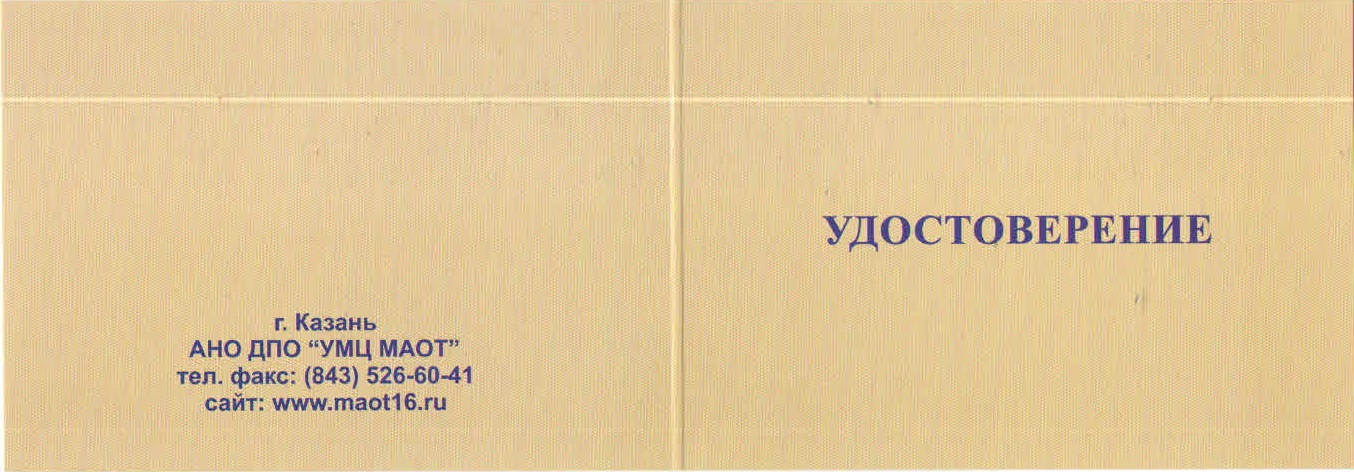 г. Казань
АНО ДПО “УМЦ МАОТ”
тел. факс: (843) 526-60-41
сайт: www.maot16.ru
УДОСТОВЕРЕНИЕ